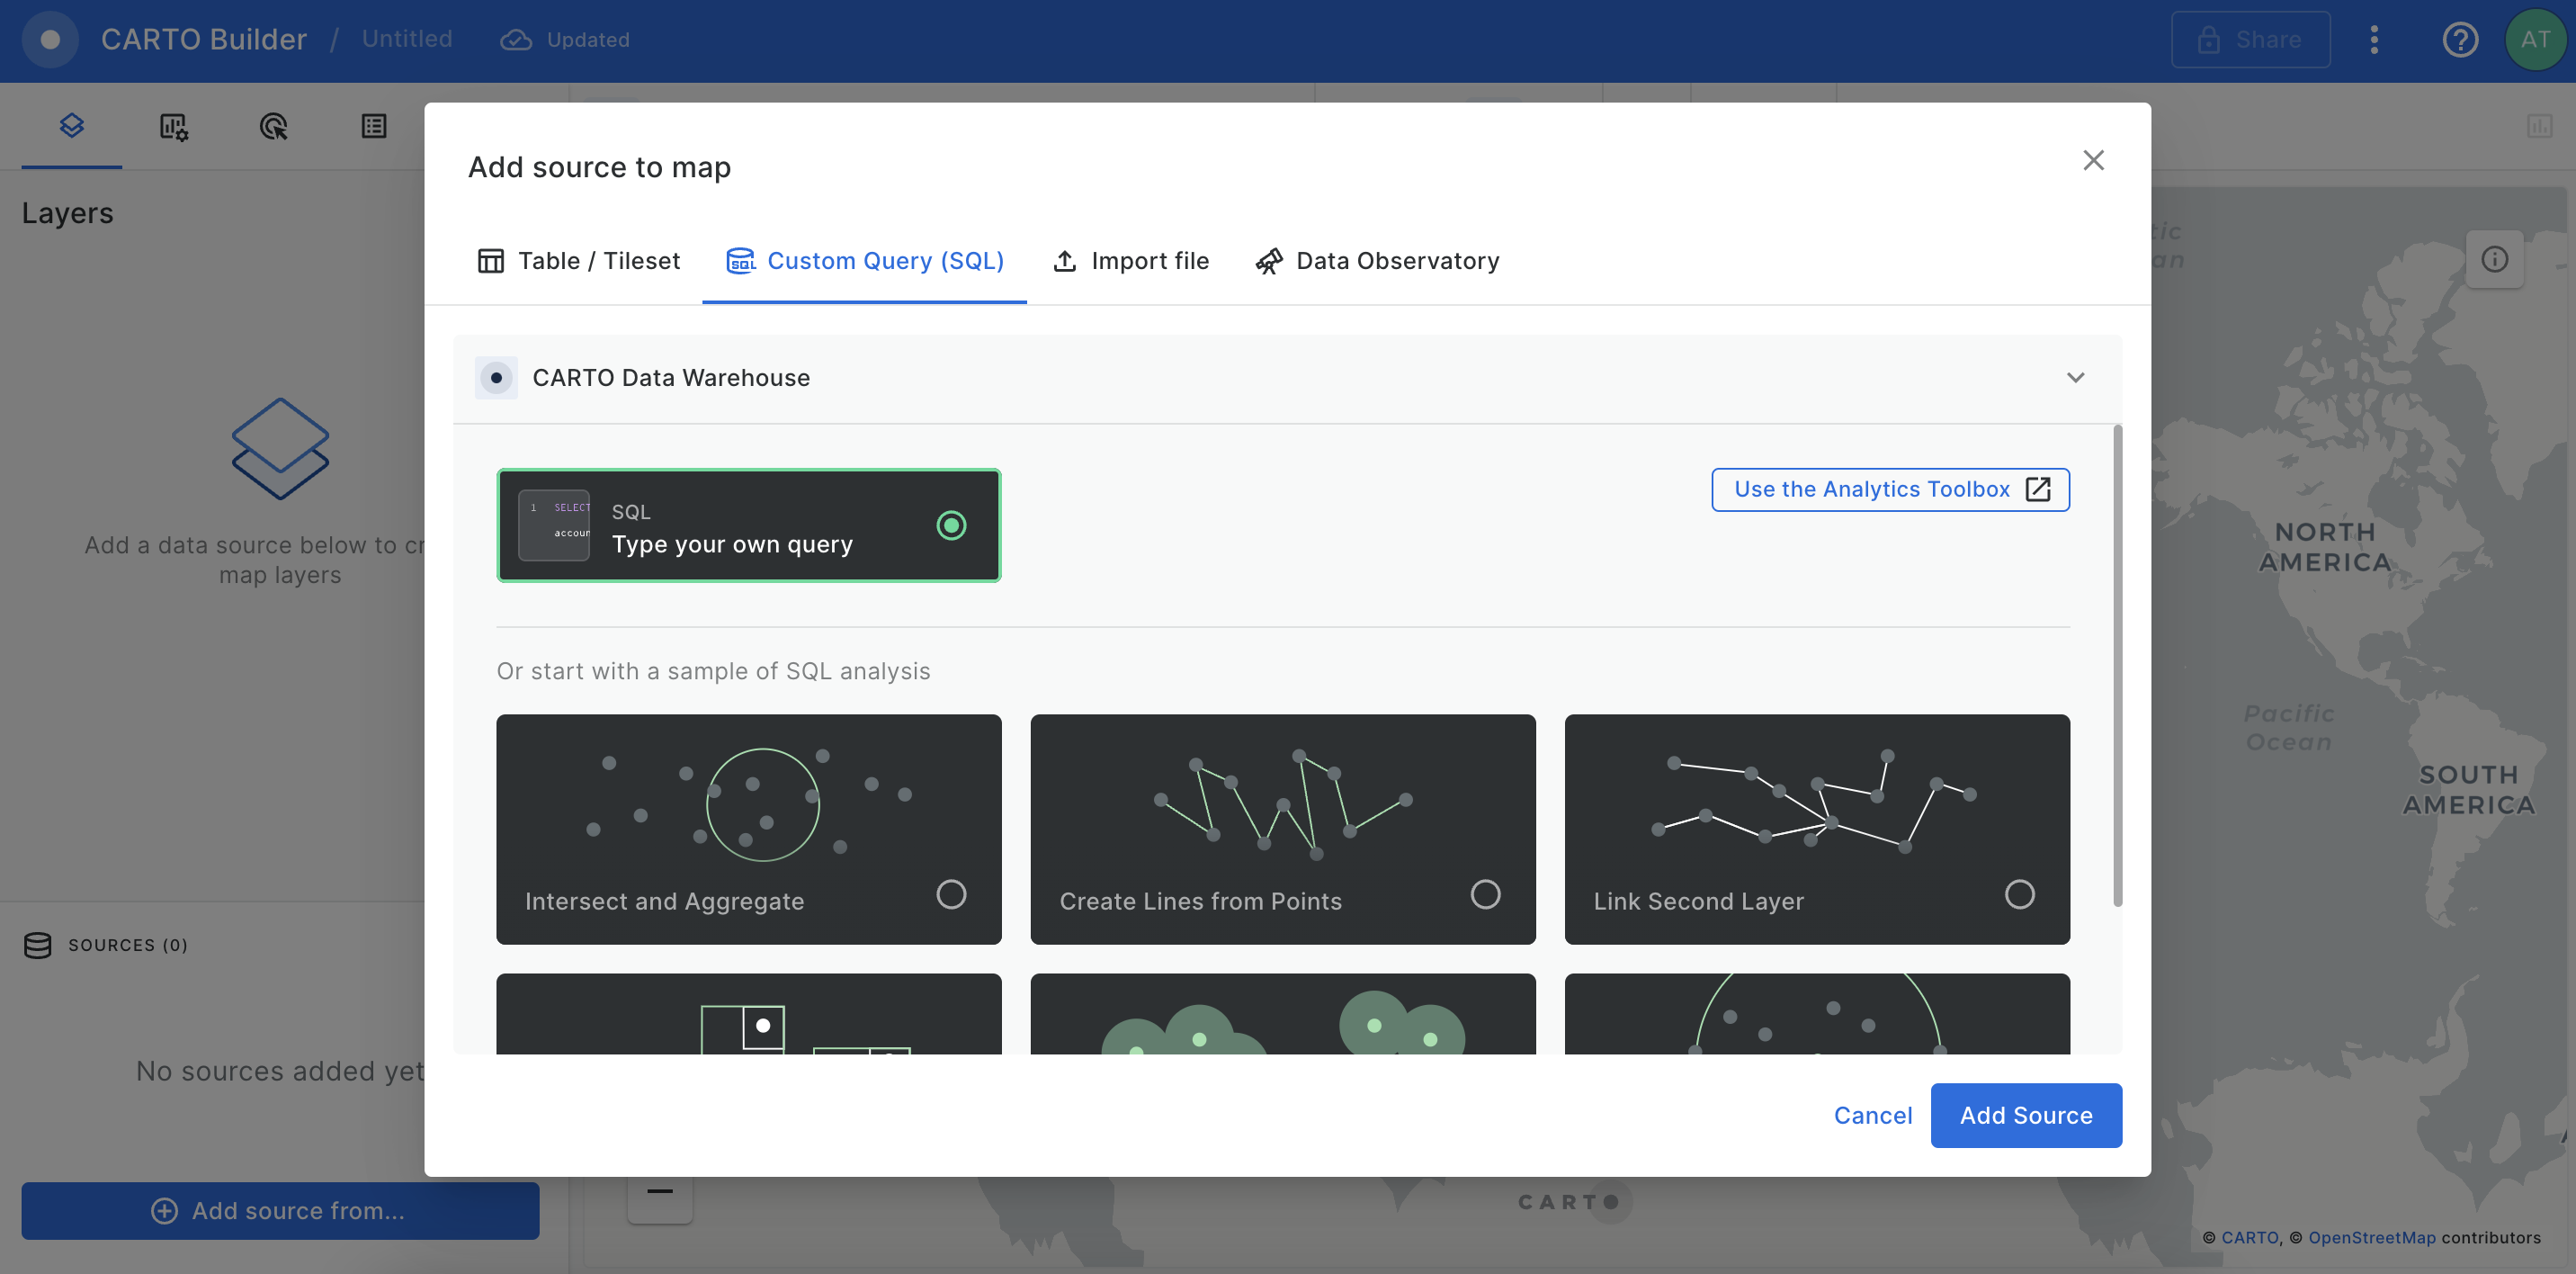 CARTO Builder / Untitled Updated
Share
AT
Add source to map
Table / Tileset
Custom Query (SQL)
Import file
Data Observatory
Layers
Add a data source below to cr
map layers
SOURCES (0)
No sources added yet
Add source from...
CARTO Data Warehouse
1 SELECT
accoun
SQL
Type your own query
Use the Analytics Toolbox
Or start with a sample of SQL analysis
Intersect and Aggregate
Create Lines from Points
Link Second Layer
Cancel
Add Source
tic
an
NORTH
AMERICA
Pacific
Ocean
SOUTH
AMERICA
CARTO
© CARTO, © OpenStreetMap contributors